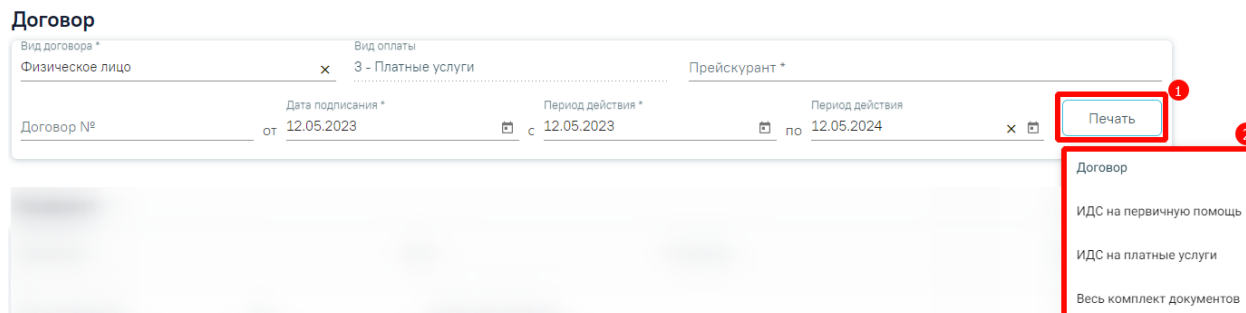 Договор
Вид договора * Вид оплаты
Физическое лицо 3 - Платные услуги Прейскурант *
1
Дата подписания * Период действия * Период действия
Договор № от 12.05.2023 с 12.05.2023 по 12.05.2024 Печать
2
Договор
ИДС на первичную помощь
ИДС на платные услуги
Весь комплект документов